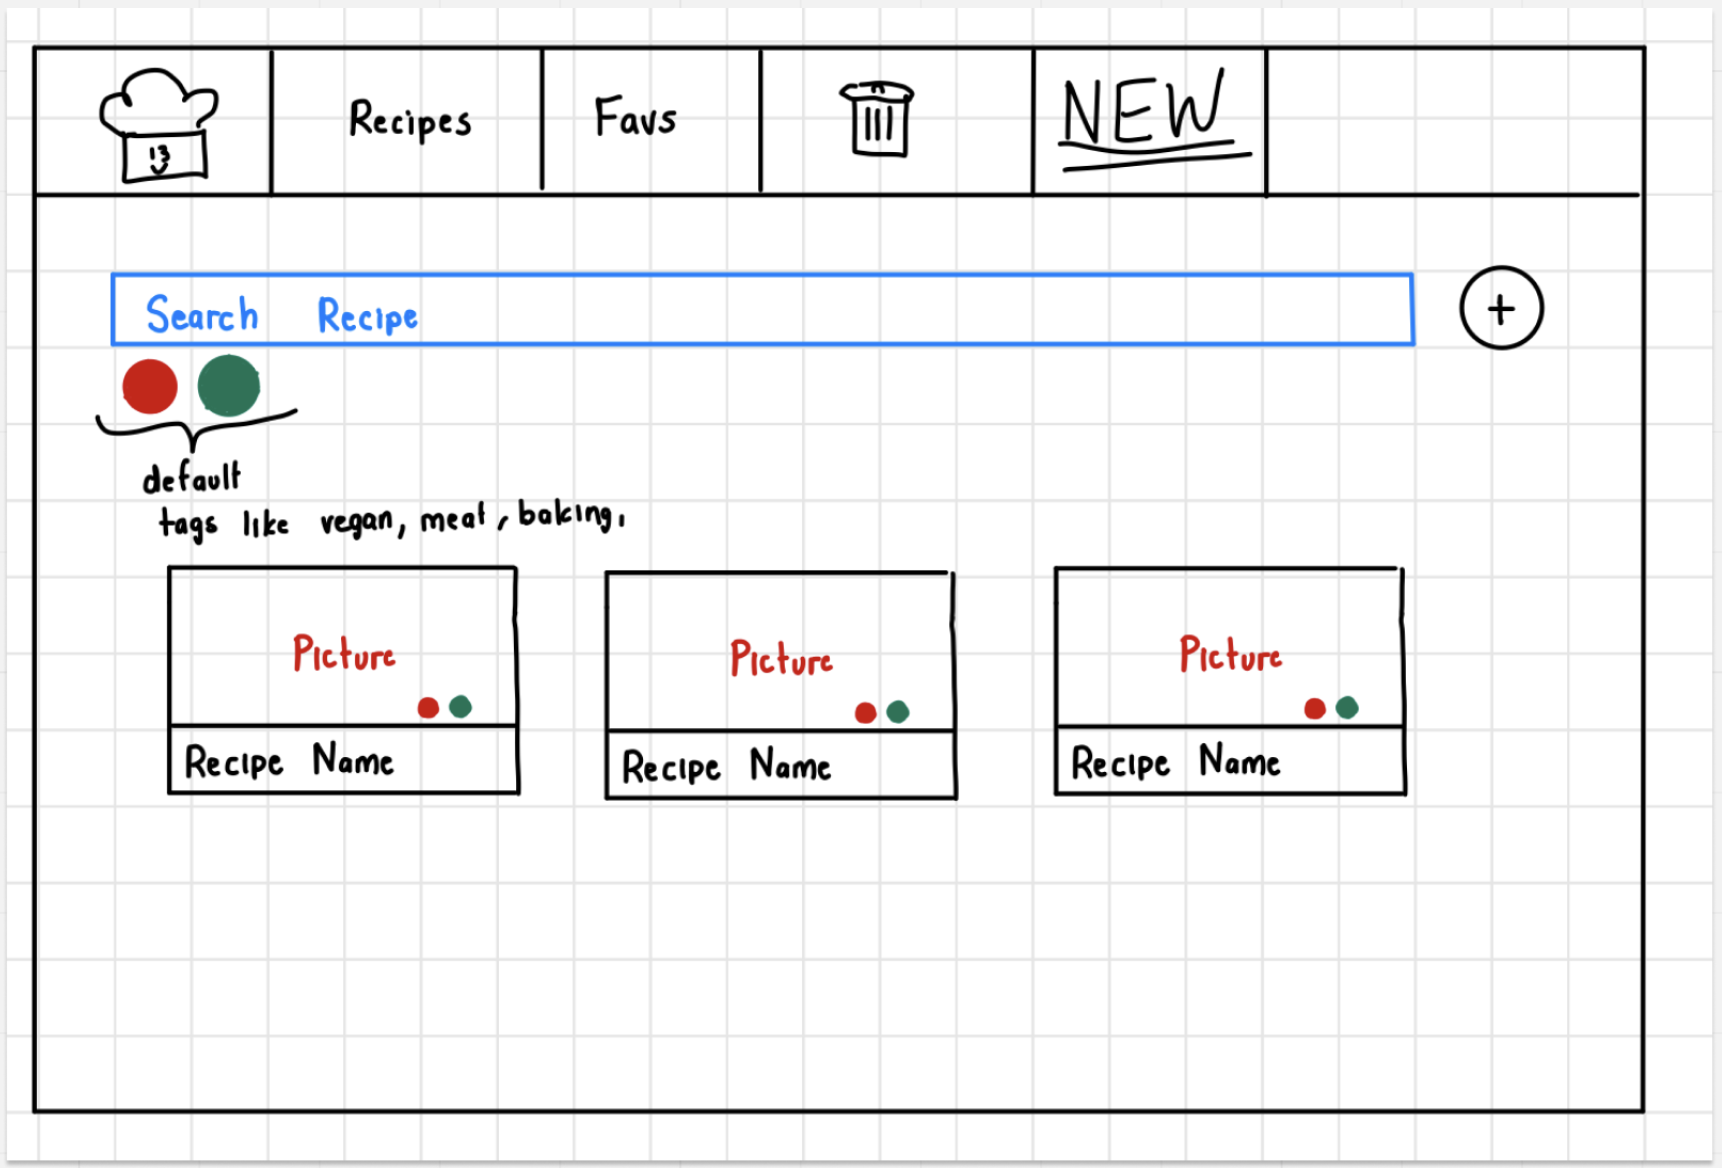 Recipes
Favs
NEW
Search Recipe
+
default
tags like vegan, meat, baking,
Picture
Picture
Picture
Recipe Name
Recipe Name
Recipe Name